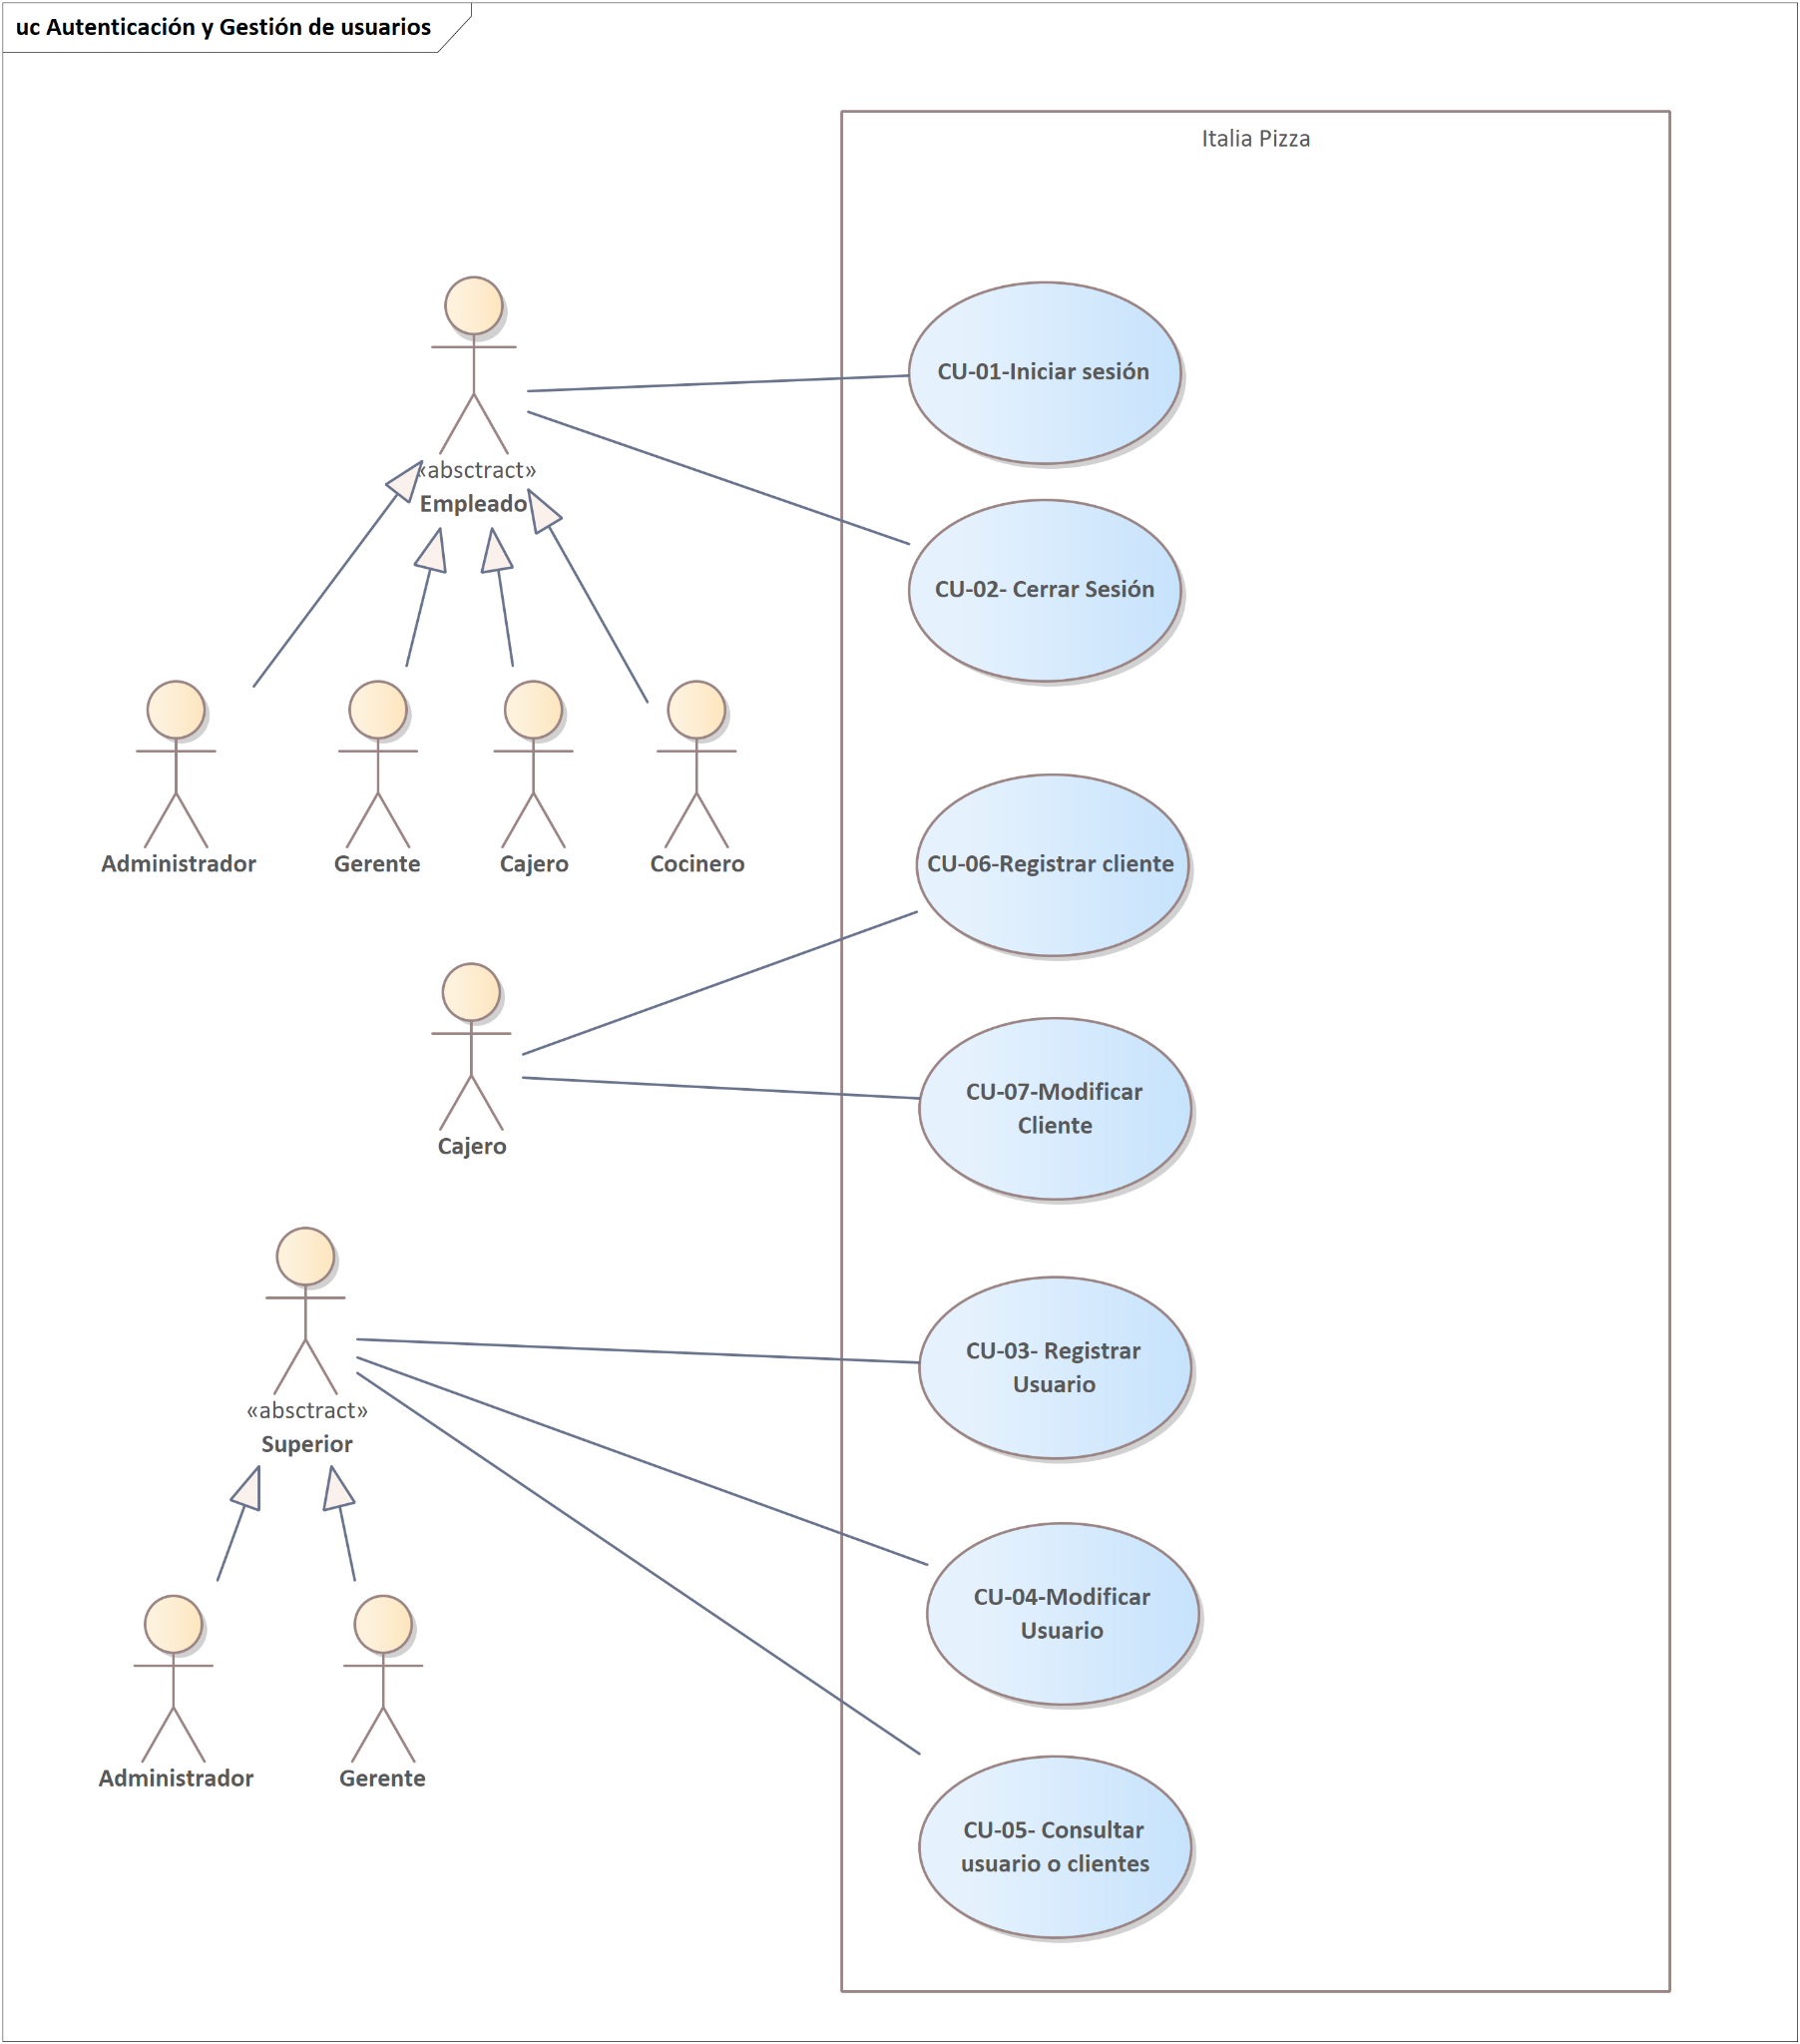 uc Autenticación y Gestión de usuarios
Italia Pizza
CU-01-Iniciar sesión
«absctract»
Empleado
CU-02- Cerrar Sesión
Administrador
Gerente
Cajero
Cocinero
CU-06-Registrar cliente
CU-07-Modificar
Cliente
Cajero
CU-03- Registrar
Usuario
«absctract»
Superior
CU-04-Modificar
Usuario
Administrador
Gerente
CU-05- Consultar
usuario o clientes